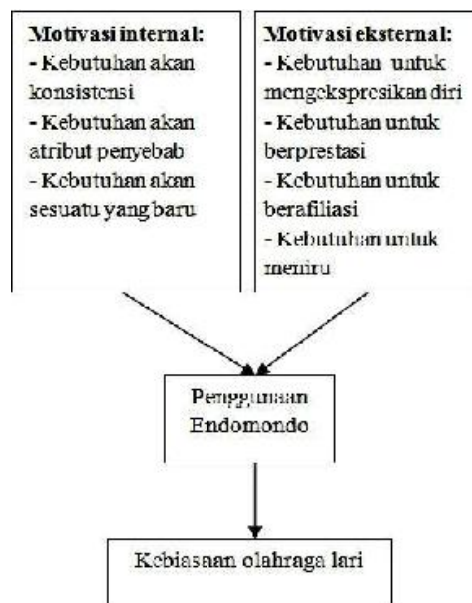 Motivasi internal:
- Kebutuhan akan
konsistensi
- Kebutuhan akan
atribut penyebab
- Kebutuhan akan
sesuatu yang baru
Motivasi eksternal:
- Kebutuhan untuk
mengekspresikan diri
- Kebutuhan untuk
berprestasi
- Kebutuhan untuk
berafiliasi
- Kebutuhan untuk
meniru
Penggunaan
Endomondo
Kebiasaan olahraga lari